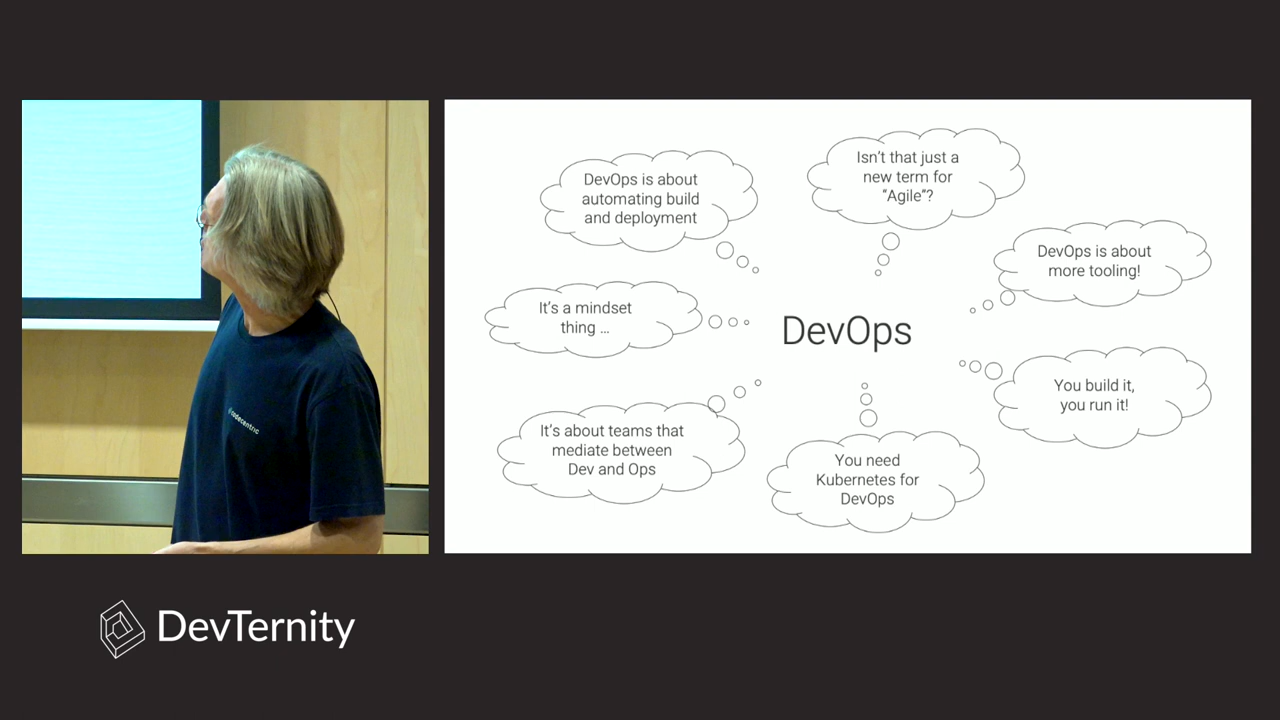 DevOps is about
automating build
and deployment
Isn’t that just a
new term for
“Agile”?
DevOps is about
more tooling!
It’s a mindset
thing …
DevOps
You build it,
you run it!
It’s about teams that
mediate between
Dev and Ops
You need
Kubernetes for
DevOps
codecentric
DevTernity